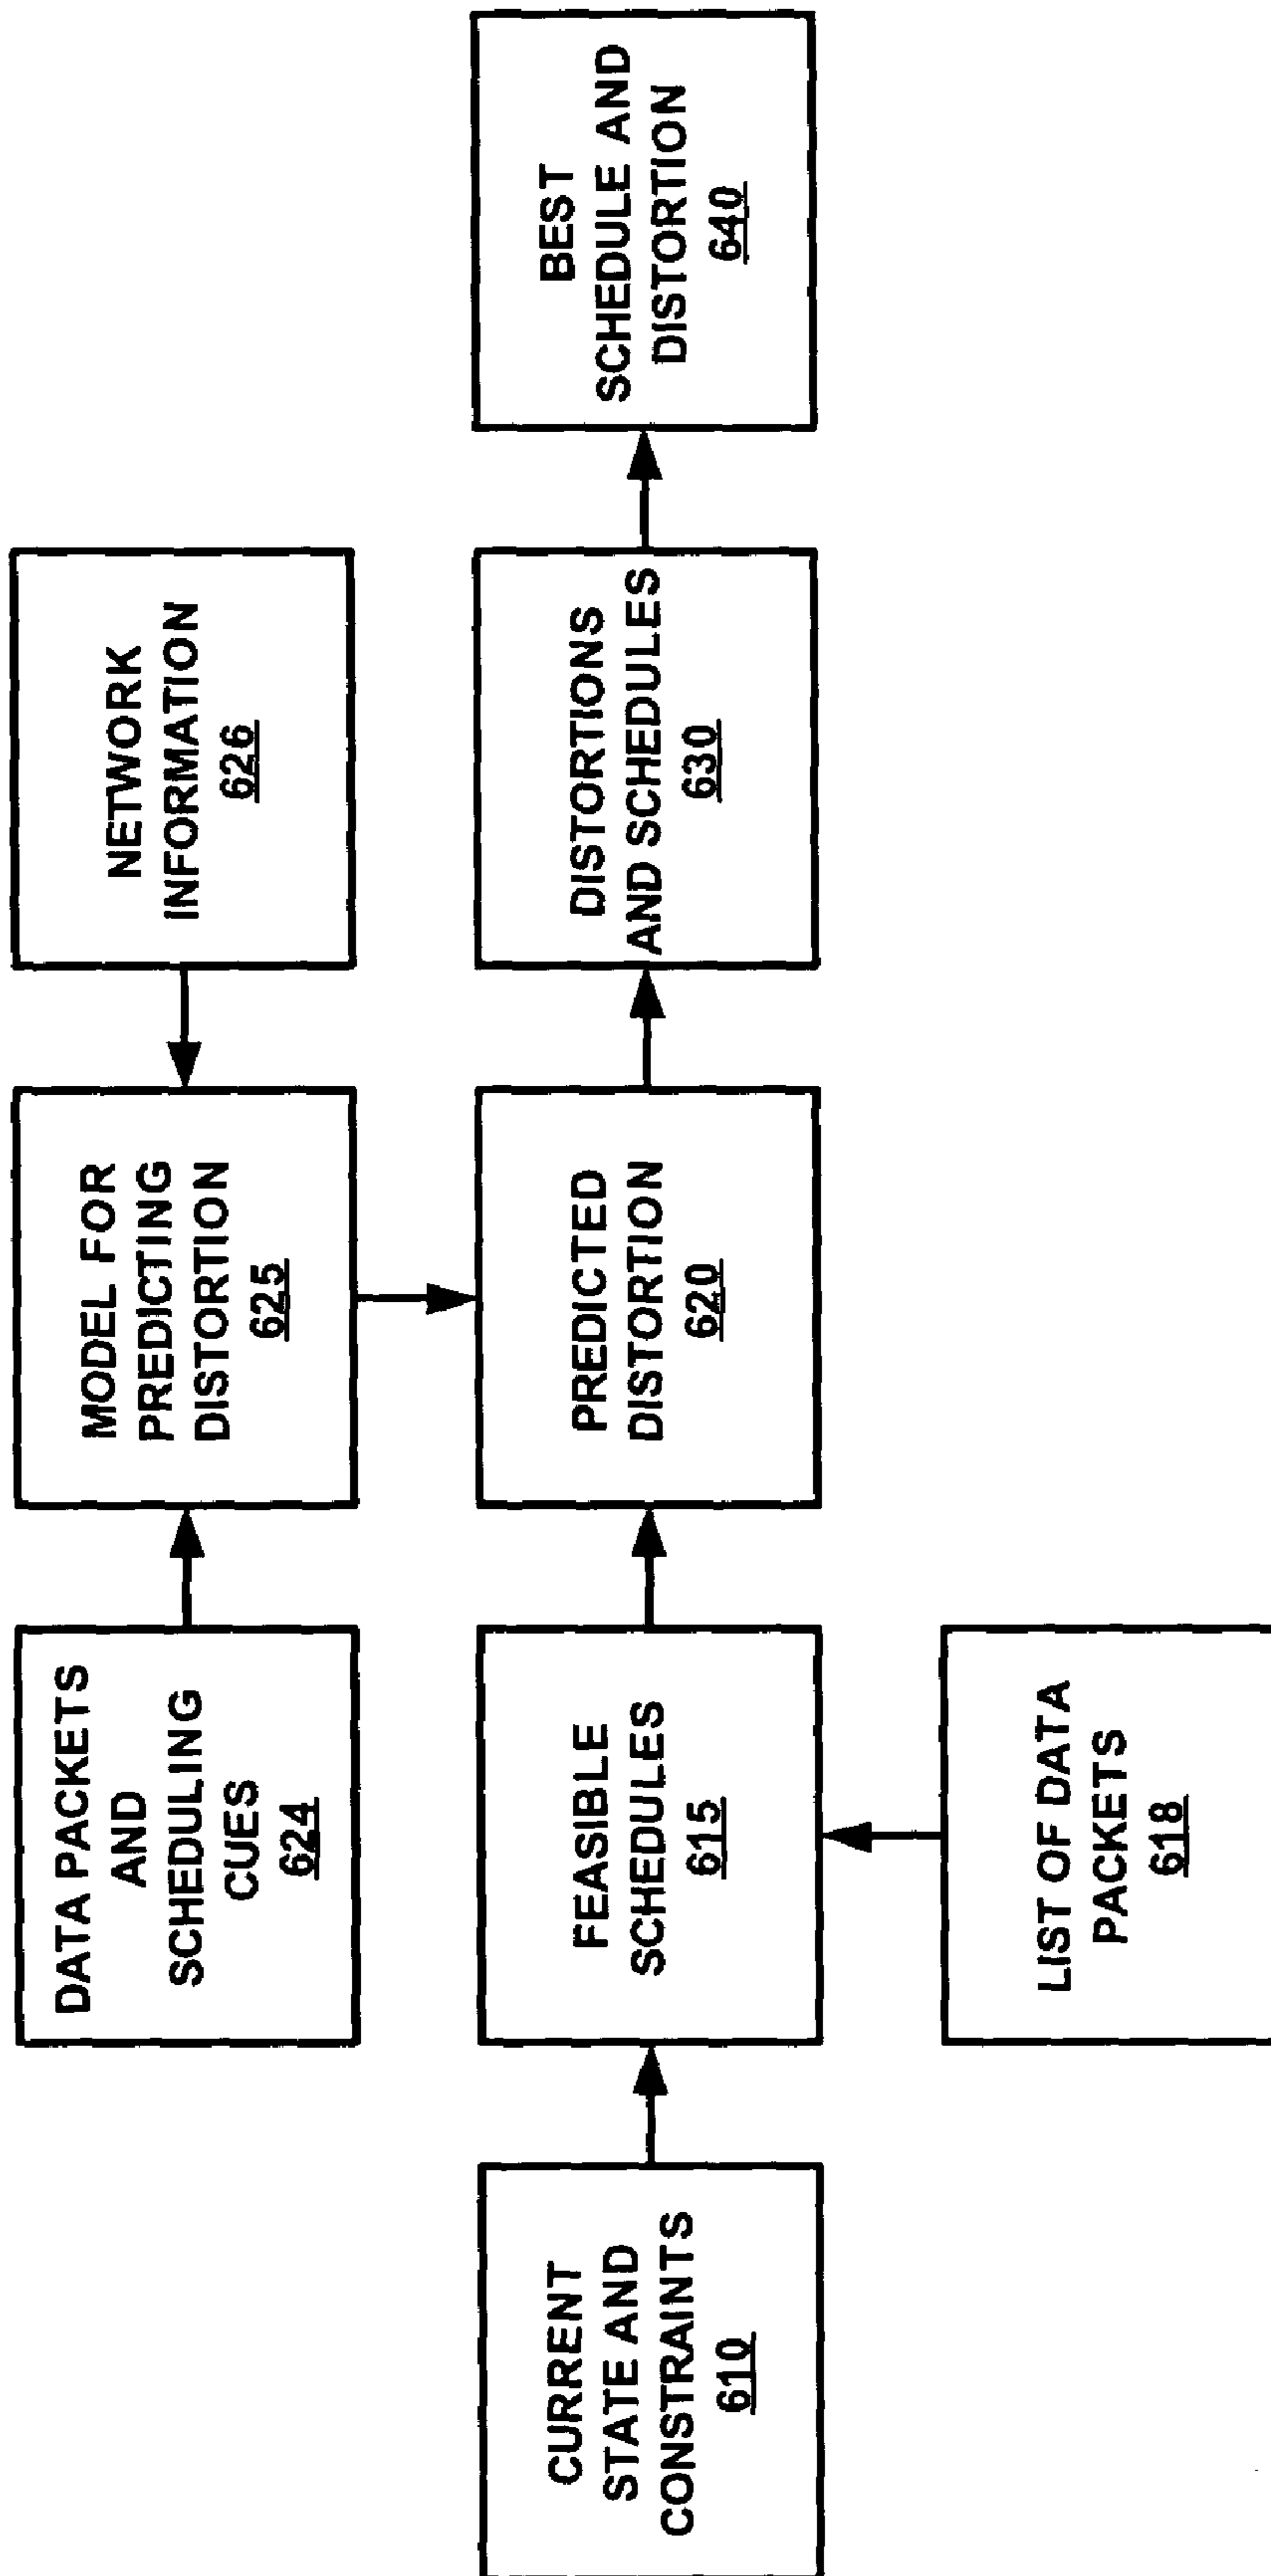 DATA PACKETS
AND
SCHEDULING
CUES
624
MODEL FOR
PREDICTING
DISTORTION
625
NETWORK
INFORMATION
626
CURRENT
STATE AND
CONSTRAINTS
610
FEASIBLE
SCHEDULES
615
PREDICTED
DISTORTION
620
DISTORTIONS
AND SCHEDULES
630
BEST
SCHEDULE AND
DISTORTION
640
LIST OF DATA
PACKETS
618